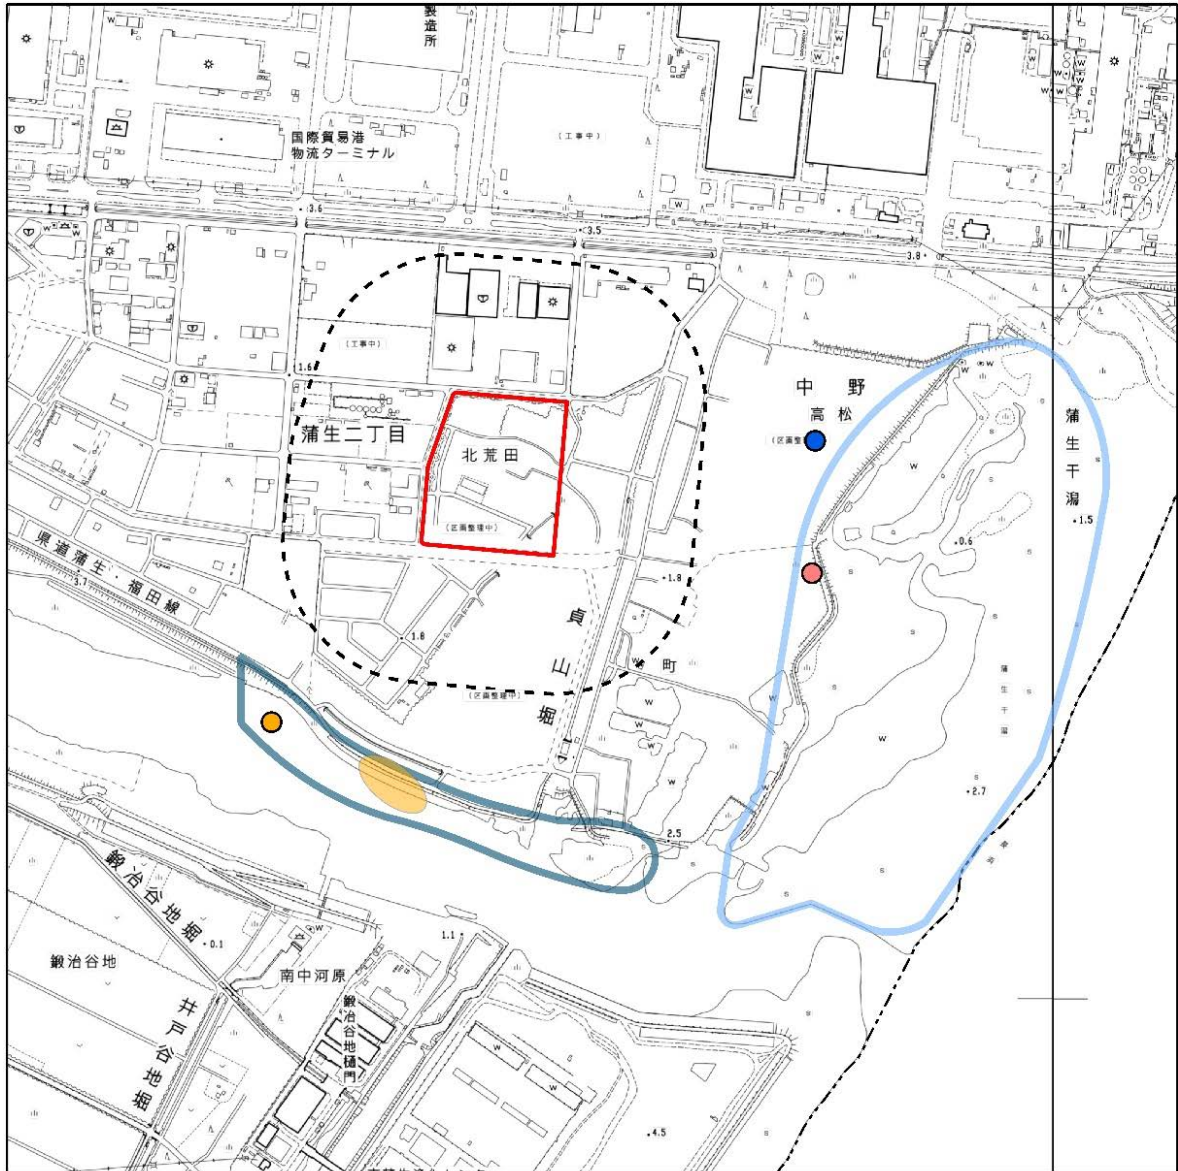 製造所
国際貿易港
物流ターミナル
(工事中)
3.6
3.5
3.8
(工事中)
1.6
蒲生二丁目
北荒田
(区画整理中)
中野
高松
(区画整
蒲生干潟
1.5
0.6
県道蒲生・福田線
3.7
1.8
1.8
貞山堀
町
(区画整理中)
蒲生干潟
2.7
2.5
鍛冶谷地堀
0.1
1.1
鍛冶谷地
南中河原
井戸谷地堀
鍛冶谷地樋門
4.5